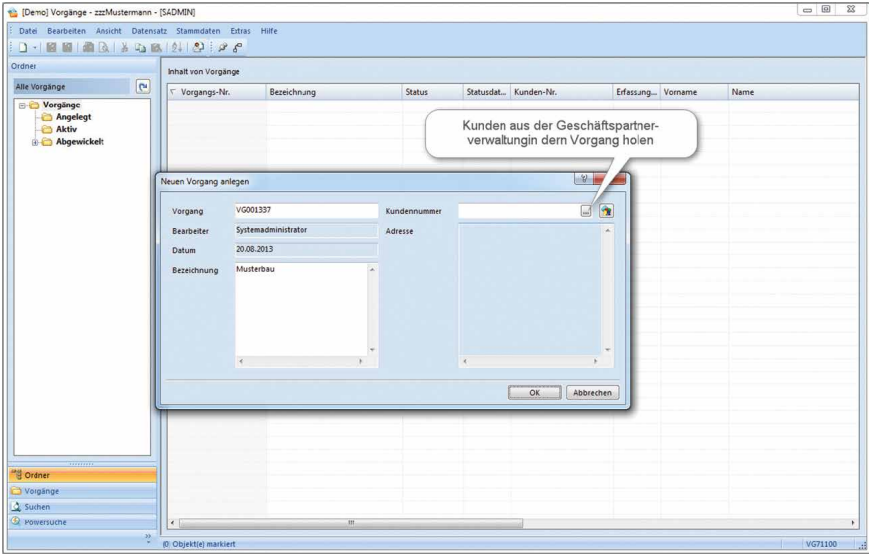 [Demo] Vorgänge - zzzMustermann - [SADMIN]
Datei Bearbeiten Ansicht Datensatz Stammdaten Extras Hilfe
Ordner
Alle Vorgänge
Vorgänge
Angelegt
Aktiv
Abgewickelt
Inhalt von Vorgänge
Vorgangs-Nr. Bezeichnung Status Statusdat... Kunden-Nr. Erfassung... Vorname Name
Kunden aus der Geschäftspartner-
verwaltungin dern Vorgang holen
Neuen Vorgang anlegen
Vorgang VG001337 Kundennummer
Bearbeiter Systemadministrator Adresse
Datum 20.08.2013
Bezeichnung Musterbau
OK Abbrechen
Ordner
Vorgänge
Suchen
Powersuche
(0) Objekt(e) markiert VG71100